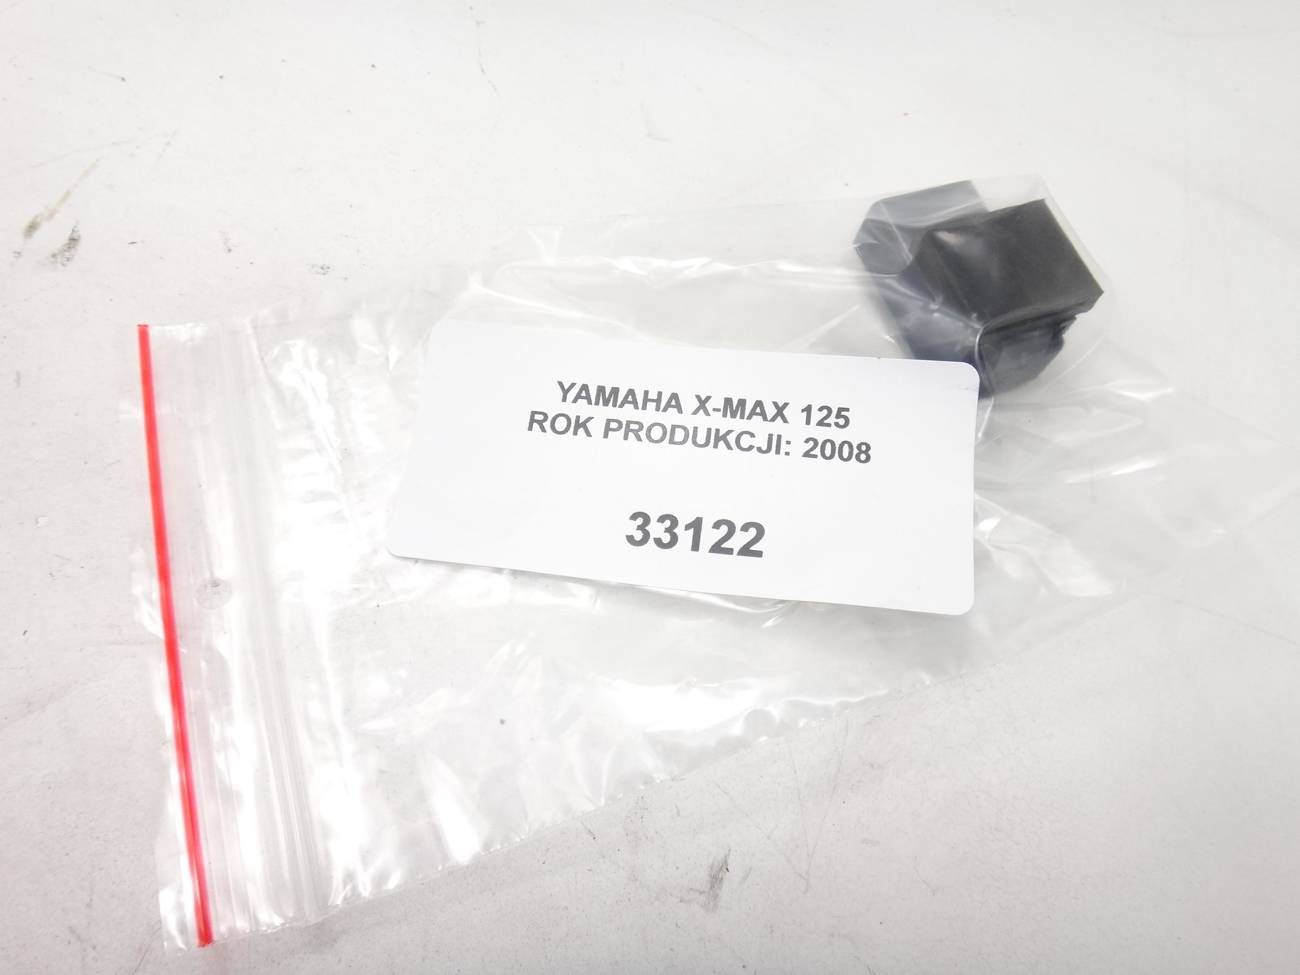 YAMAHA X-MAX 125
ROK PRODUKCJI: 2008
33122